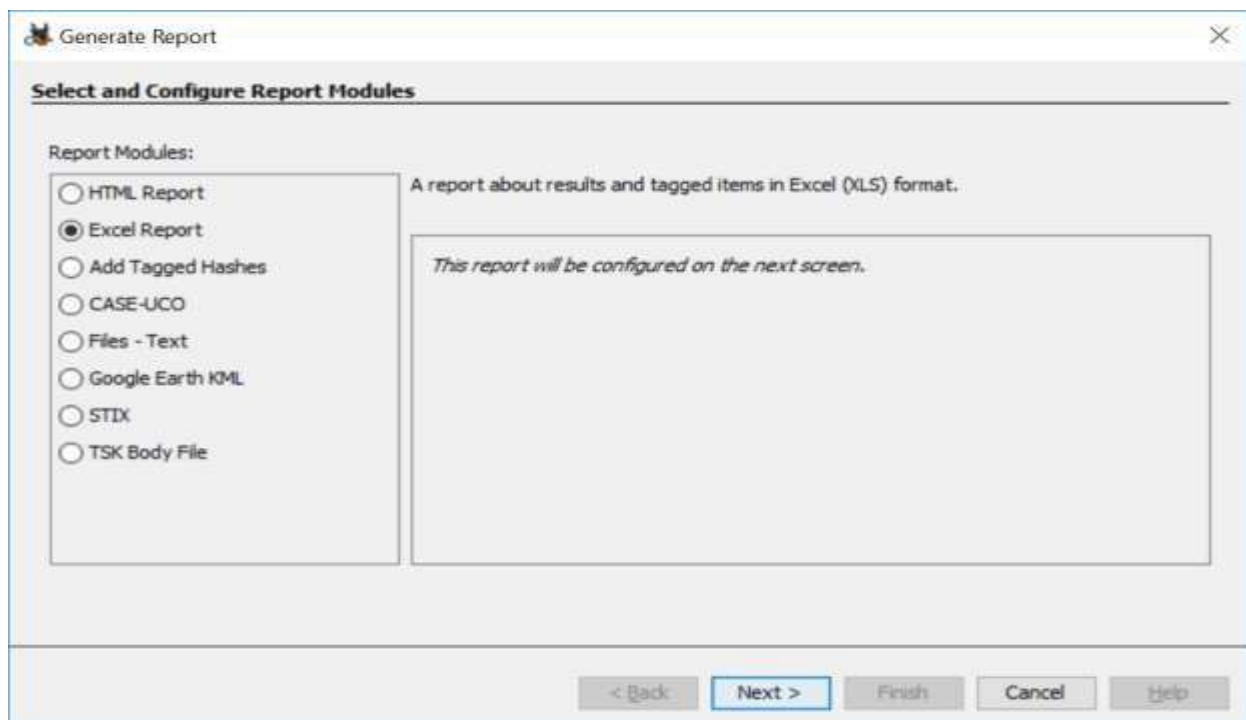 Generate Report
Select and Configure Report Modules
Report Modules:
HTML Report
Excel Report
Add Tagged Hashes
CASE-UCO
Files - Text
Google Earth KML
STIX
TSK Body File
A report about results and tagged items in Excel (XLS) format.
This report will be configured on the next screen.
< Back
Next >
Finish
Cancel
Help